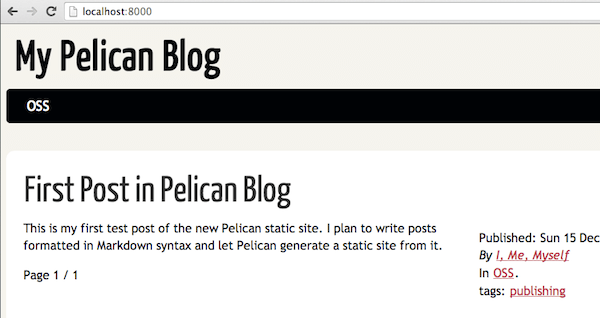 localhost:8000
My Pelican Blog
OSS
First Post in Pelican Blog
This is my first test post of the new Pelican static site. I plan to write posts
formatted in Markdown syntax and let Pelican generate a static site from it.
Page 1 / 1
Published: Sun 15 Dec
By I, Me, Myself
In OSS.
tags: publishing